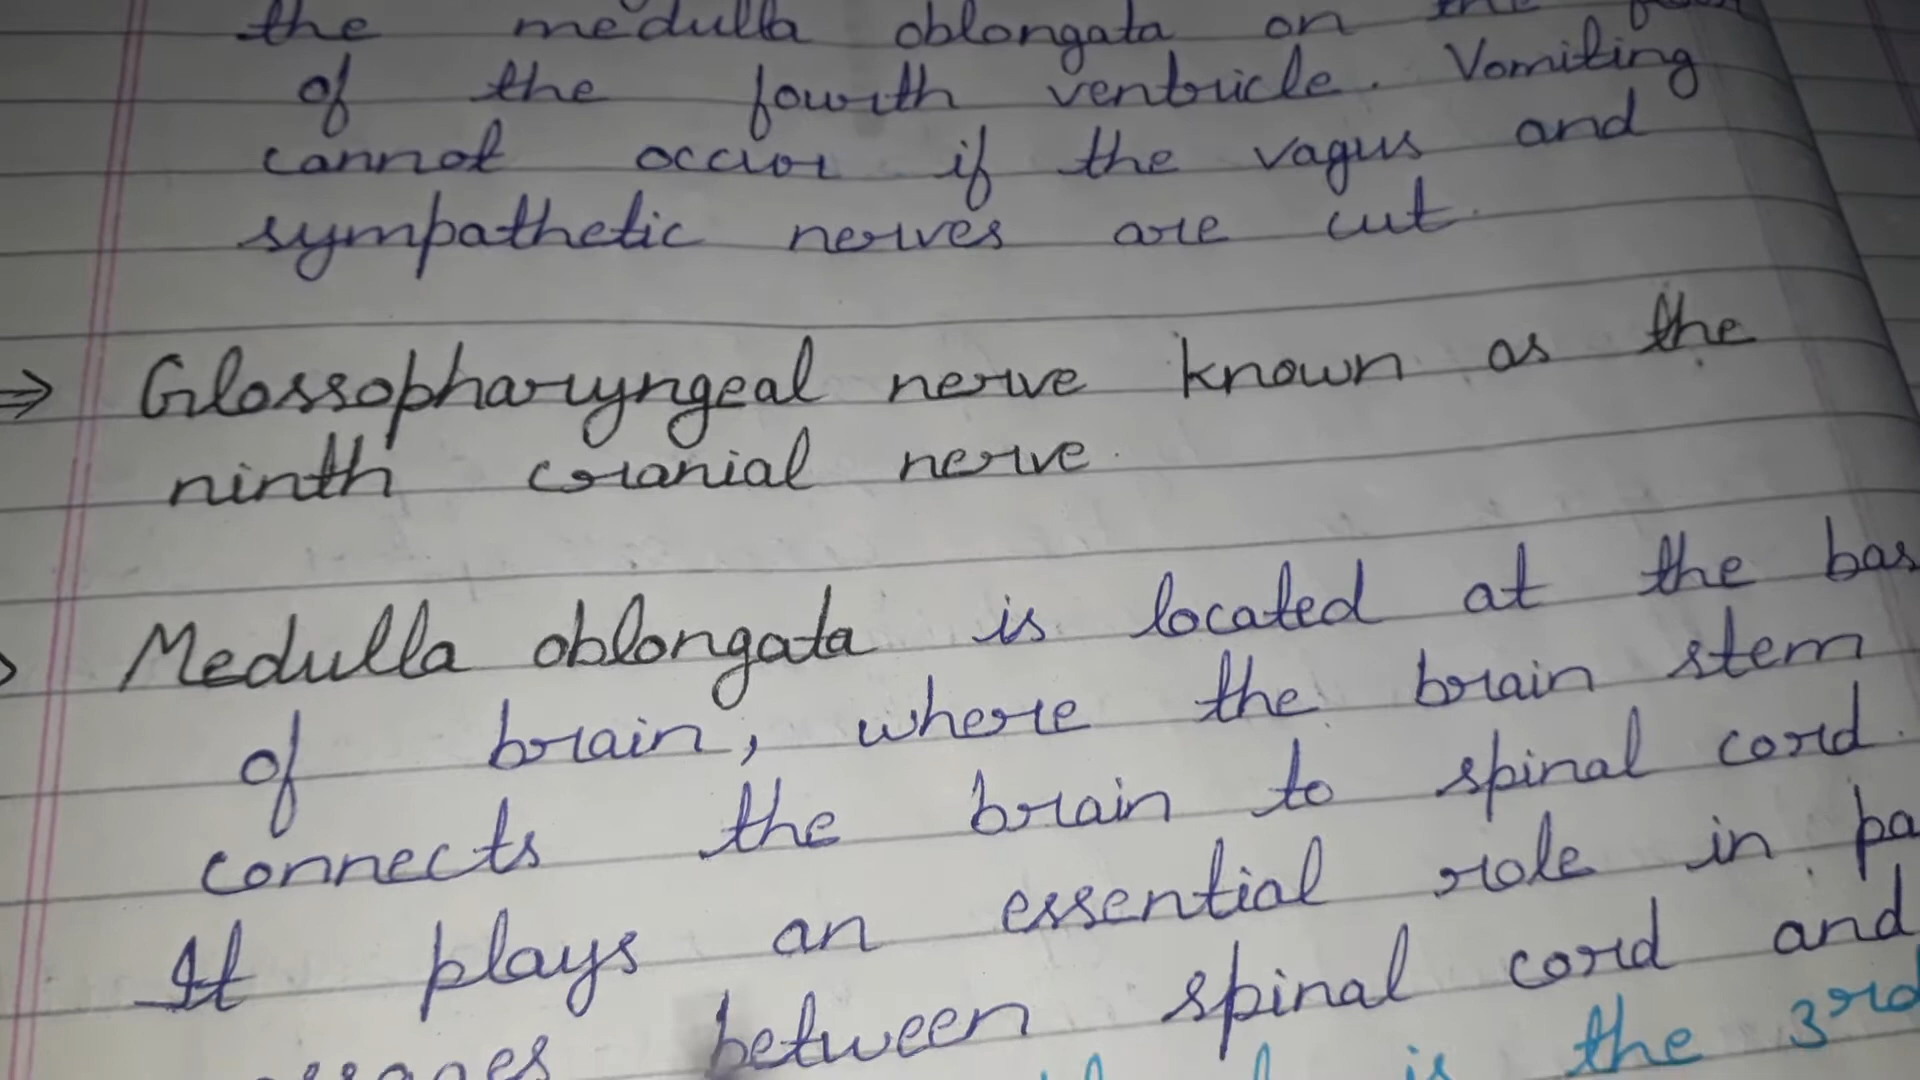 the medulla oblongata on the
of the fourth ventricle. Vomiting
cannot occur if the vagus and
sympathetic nerves are cut.
⇒ Glossopharyngeal nerve known as the
ninth cranial nerve.
Medulla oblongata is located at the bas
of brain, where the brain stem
connects the brain to spinal cord.
It plays an essential role in pa
between spinal cord and
is the 3rd